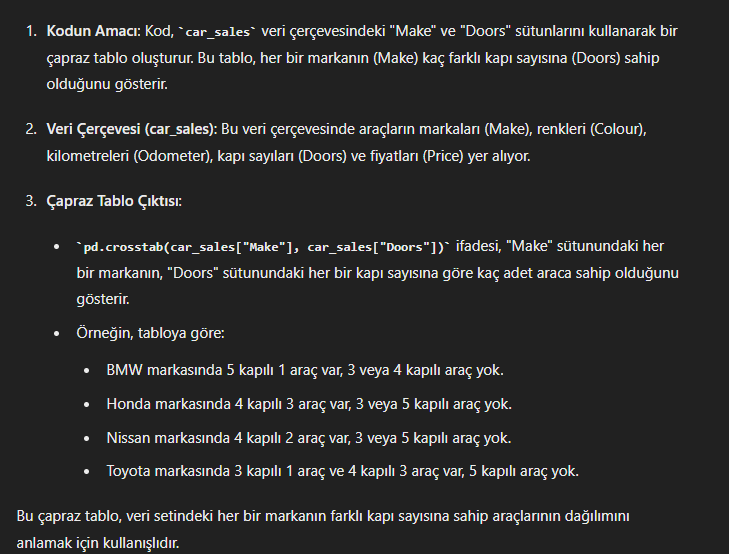 1. Kodun Amacı: Kod, `car_sales` veri çerçevesindeki "Make" ve "Doors" sütunlarını kullanarak bir
çapraz tablo oluşturur. Bu tablo, her bir markanın (Make) kaç farklı kapı sayısına (Doors) sahip
olduğunu gösterir.
2. Veri Çerçevesi (car_sales): Bu veri çerçevesinde araçların markaları (Make), renkleri (Colour),
kilometreleri (Odometer), kapı sayıları (Doors) ve fiyatları (Price) yer alıyor.
3. Çapraz Tablo Çıktısı:
• `pd.crosstab(car_sales["Make"], car_sales["Doors"])` ifadesi, "Make" sütunundaki her
bir markanın, "Doors" sütunundaki her bir kapı sayısına göre kaç adet araca sahip olduğunu
gösterir.
• Örneğin, tabloya göre:
• BMW markasında 5 kapılı 1 araç var, 3 veya 4 kapılı araç yok.
• Honda markasında 4 kapılı 3 araç var, 3 veya 5 kapılı araç yok.
• Nissan markasında 4 kapılı 2 araç var, 3 veya 5 kapılı araç yok.
• Toyota markasında 3 kapılı 1 araç ve 4 kapılı 3 araç var, 5 kapılı araç yok.
Bu çapraz tablo, veri setindeki her bir markanın farklı kapı sayısına sahip araçlarının dağılımını
anlamak için kullanışlıdır.